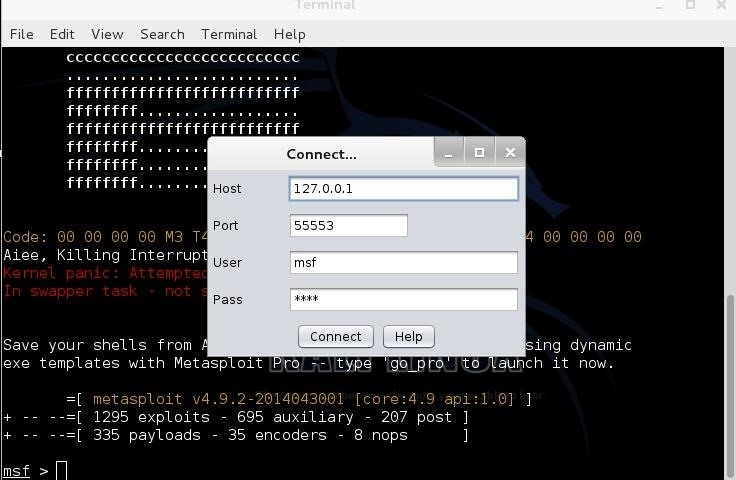 Terminal
File Edit View Search Terminal Help
cccccccccccccccccccccccccc
..........................
ffffffffffffffffffffffffff
ffffffff..................
ffffffffffffffffffffffffff
ffffffff..
ffffffff..
ffffffff..
Connect...
Host 127.0.0.1
Port 55553
User msf
Pass ****
Connect Help
Code: 00 00 00 00 M3 T4 00 00 00 00
Aiee, Killing Interrupt
Kernel panic: Attempted
In swapper task - not s
Save your shells from A sing dynamic
exe templates with Metasploit Pro -- type 'go_pro' to launch it now.
=[ metasploit v4.9.2-2014043001 [core:4.9 api:1.0] ]
+ -- --=[ 1295 exploits - 695 auxiliary - 207 post ]
+ -- --=[ 335 payloads - 35 encoders - 8 nops ]
msf >